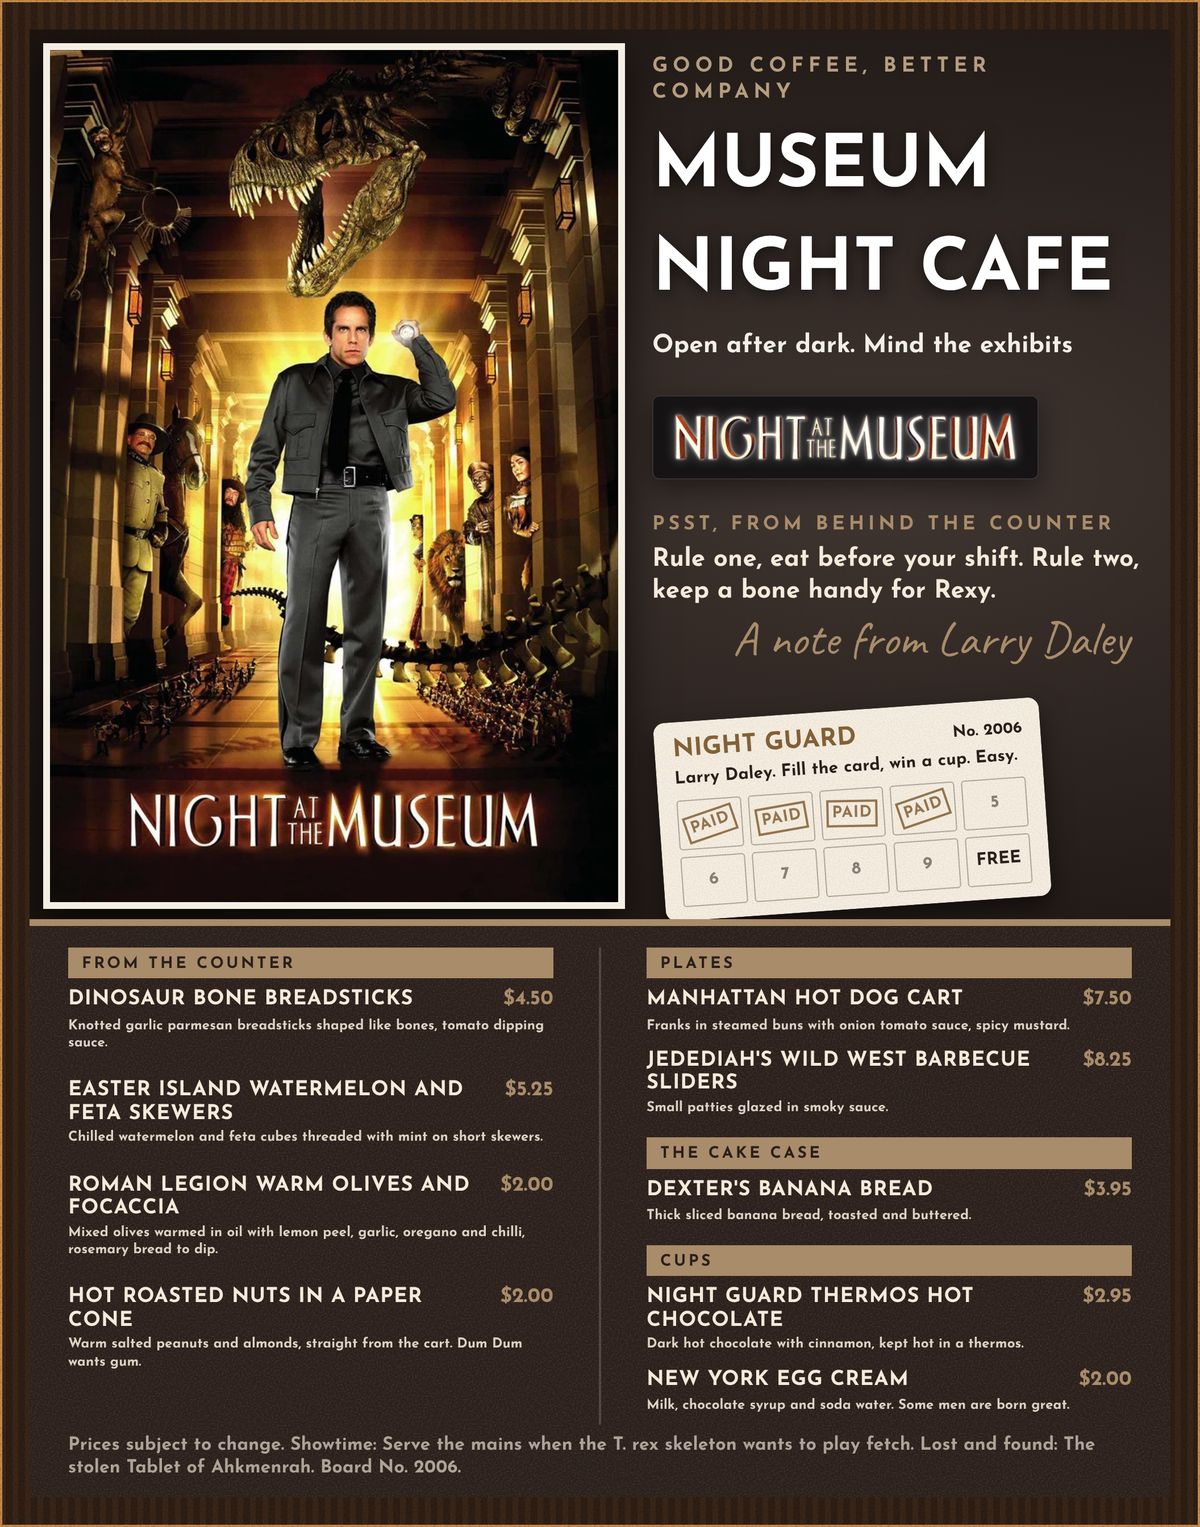 GOOD COFFEE, BETTER
COMPANY
MUSEUM
NIGHT CAFE
Open after dark. Mind the exhibits
NIGHT AT THE MUSEUM
PSST, FROM BEHIND THE COUNTER
Rule one, eat before your shift. Rule two,
keep a bone handy for Rexy.
A note from Larry Daley
NIGHT GUARD No. 2006
Larry Daley. Fill the card, win a cup. Easy.
PAID PAID PAID PAID 5
6 7 8 9 FREE
NIGHT AT THE MUSEUM
FROM THE COUNTER
DINOSAUR BONE BREADSTICKS $4.50
Knotted garlic parmesan breadsticks shaped like bones, tomato dipping
sauce.
EASTER ISLAND WATERMELON AND $5.25
FETA SKEWERS
Chilled watermelon and feta cubes threaded with mint on short skewers.
ROMAN LEGION WARM OLIVES AND $2.00
FOCACCIA
Mixed olives warmed in oil with lemon peel, garlic, oregano and chilli,
rosemary bread to dip.
HOT ROASTED NUTS IN A PAPER $2.00
CONE
Warm salted peanuts and almonds, straight from the cart. Dum Dum
wants gum.
PLATES
MANHATTAN HOT DOG CART $7.50
Franks in steamed buns with onion tomato sauce, spicy mustard.
JEDEDIAH'S WILD WEST BARBECUE $8.25
SLIDERS
Small patties glazed in smoky sauce.
THE CAKE CASE
DEXTER'S BANANA BREAD $3.95
Thick sliced banana bread, toasted and buttered.
CUPS
NIGHT GUARD THERMOS HOT $2.95
CHOCOLATE
Dark hot chocolate with cinnamon, kept hot in a thermos.
NEW YORK EGG CREAM $2.00
Milk, chocolate syrup and soda water. Some men are born great.
Prices subject to change. Showtime: Serve the mains when the T. rex skeleton wants to play fetch. Lost and found: The
stolen Tablet of Ahkmenrah. Board No. 2006.